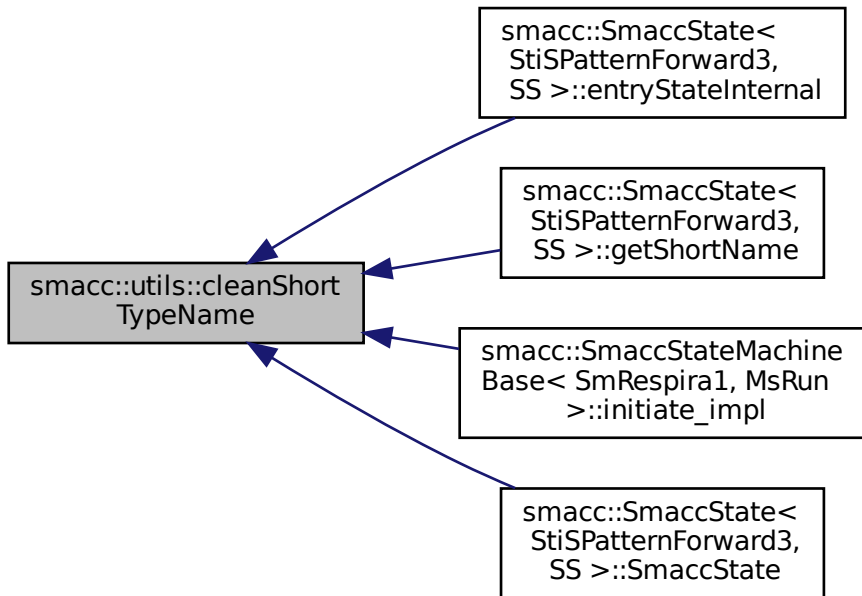 smacc::utils::cleanShort
TypeName
smacc::SmaccState<
StiSPatternForward3,
SS >::entryStateInternal
smacc::SmaccState<
StiSPatternForward3,
SS >::getShortName
smacc::SmaccStateMachine
Base< SmRespira1, MsRun
>::initiate_impl
smacc::SmaccState<
StiSPatternForward3,
SS >::SmaccState